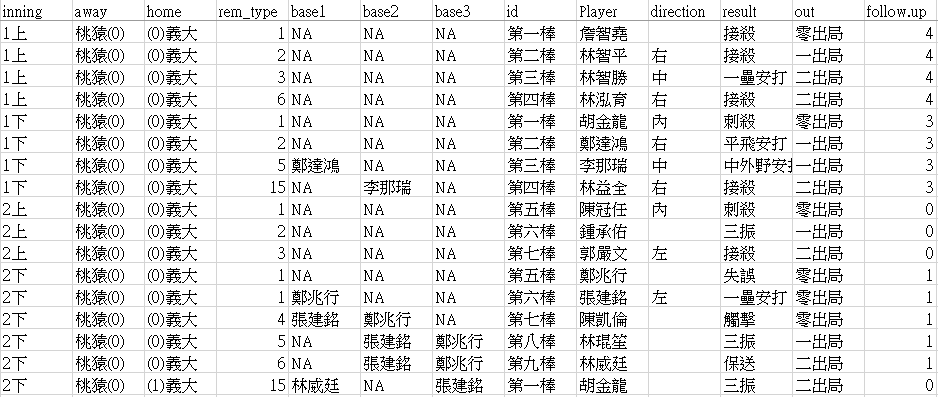 inning away home rem_type base1 base2 base3 id Player direction result out follow.up
1上 桃猿(0) (0)義大 1 NA NA NA 第一棒 詹智堯 接殺 零出局 4
1上 桃猿(0) (0)義大 2 NA NA NA 第二棒 林智平 右 接殺 一出局 4
1上 桃猿(0) (0)義大 3 NA NA NA 第三棒 林智勝 中 一壘安打 二出局 4
1上 桃猿(0) (0)義大 6 NA NA NA 第四棒 林泓育 右 接殺 二出局 4
1下 桃猿(0) (0)義大 1 NA NA NA 第一棒 胡金龍 內 刺殺 零出局 3
1下 桃猿(0) (0)義大 2 NA NA NA 第二棒 鄭達鴻 右 平飛安打 一出局 3
1下 桃猿(0) (0)義大 5 鄭達鴻 NA NA 第三棒 李那瑞 中 中外野安 一出局 3
1下 桃猿(0) (0)義大 15 NA 李那瑞 NA 第四棒 林益全 右 接殺 二出局 3
2上 桃猿(0) (0)義大 1 NA NA NA 第五棒 陳冠任 內 刺殺 零出局 0
2上 桃猿(0) (0)義大 2 NA NA NA 第六棒 鍾承佑 三振 一出局 0
2上 桃猿(0) (0)義大 3 NA NA NA 第七棒 郭嚴文 左 接殺 二出局 0
2下 桃猿(0) (0)義大 1 NA NA NA 第五棒 鄭兆行 失誤 零出局 1
2下 桃猿(0) (0)義大 1 鄭兆行 NA NA 第六棒 張建銘 左 一壘安打 零出局 1
2下 桃猿(0) (0)義大 4 張建銘 鄭兆行 NA 第七棒 陳凱倫 觸擊 零出局 1
2下 桃猿(0) (0)義大 5 NA 張建銘 鄭兆行 第八棒 林琨笙 三振 一出局 1
2下 桃猿(0) (0)義大 6 NA 張建銘 鄭兆行 第九棒 林威廷 保送 二出局 1
2下 桃猿(0) (1)義大 15 林威廷 NA 張建銘 第一棒 胡金龍 三振 二出局 0